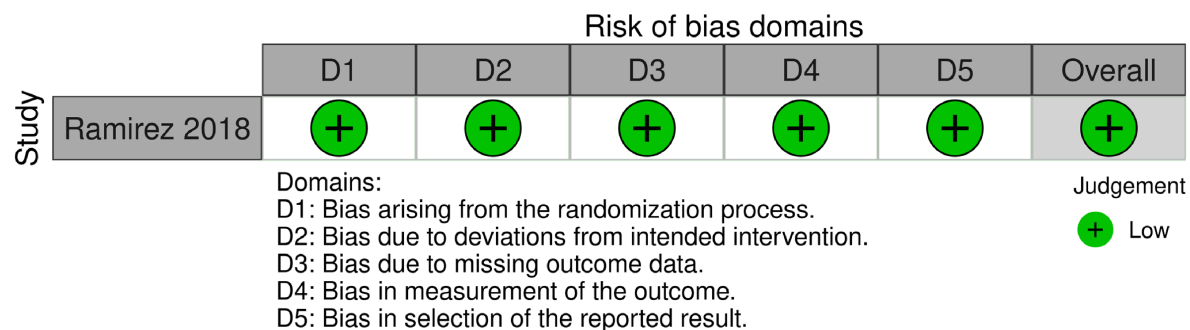 Risk of bias domains
D1 D2 D3 D4 D5 Overall
Study
Ramirez 2018 + + + + + +
Domains:
D1: Bias arising from the randomization process.
D2: Bias due to deviations from intended intervention.
D3: Bias due to missing outcome data.
D4: Bias in measurement of the outcome.
D5: Bias in selection of the reported result.
Judgement
+ Low